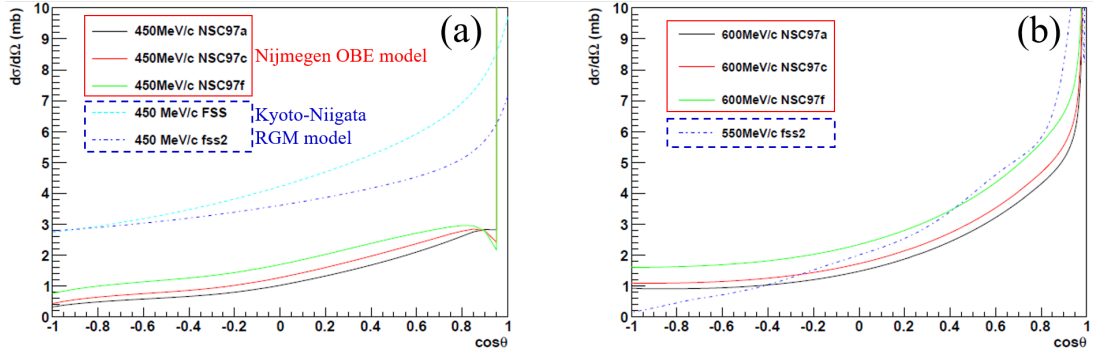 (a)
dσ/dΩ (mb)
10
9
8
7
6
5
4
3
2
1
0
450MeV/c NSC97a
450MeV/c NSC97c
450MeV/c NSC97f
Nijmegen OBE model
450 MeV/c FSS
450 MeV/c fss2
Kyoto-Niigata
RGM model
-1 -0.8 -0.6 -0.4 -0.2 0 0.2 0.4 0.6 0.8 1
cosθ
(b)
dσ/dΩ (mb)
10
9
8
7
6
5
4
3
2
1
0
600MeV/c NSC97a
600MeV/c NSC97c
600MeV/c NSC97f
550MeV/c fss2
-1 -0.8 -0.6 -0.4 -0.2 0 0.2 0.4 0.6 0.8 1
cosθ